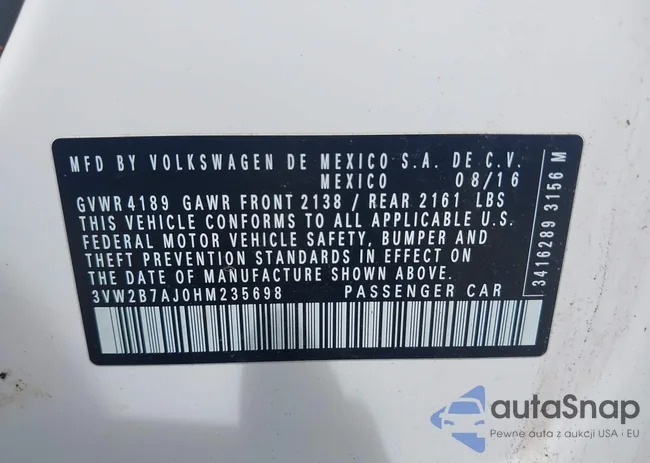 MFD BY VOLKSWAGEN DE MEXICO S.A. DE C.V.
MEXICO 08/16
GVWR 4189 GAWR FRONT 2138 / REAR 2161 LBS
THIS VEHICLE CONFORMS TO ALL APPLICABLE U.S.
FEDERAL MOTOR VEHICLE SAFETY, BUMPER AND
THEFT PREVENTION STANDARDS IN EFFECT ON
THE DATE OF MANUFACTURE SHOWN ABOVE.
3VW2B7AJ0HM235698 PASSENGER CAR
3416289 3156 M
autaSnap
Pewne auta z aukcji USA i EU